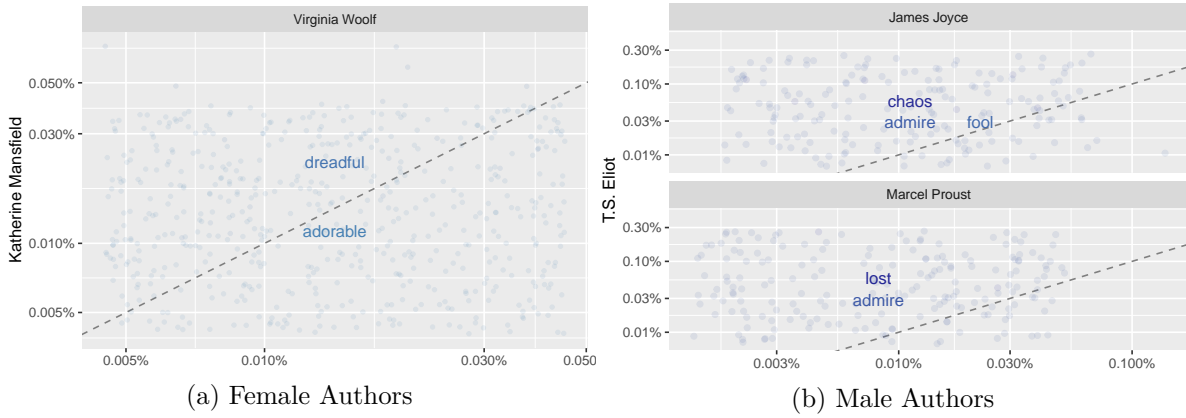 Virginia Woolf
Katherine Mansfield
0.050%
0.030%
0.010%
0.005%
dreadful
adorable
0.005%
0.010%
0.030%
0.050%
(a) Female Authors
James Joyce
T.S. Eliot
0.30%
0.10%
0.03%
0.01%
chaos
admire
fool
Marcel Proust
0.30%
0.10%
0.03%
0.01%
lost
admire
0.003%
0.010%
0.030%
0.100%
(b) Male Authors